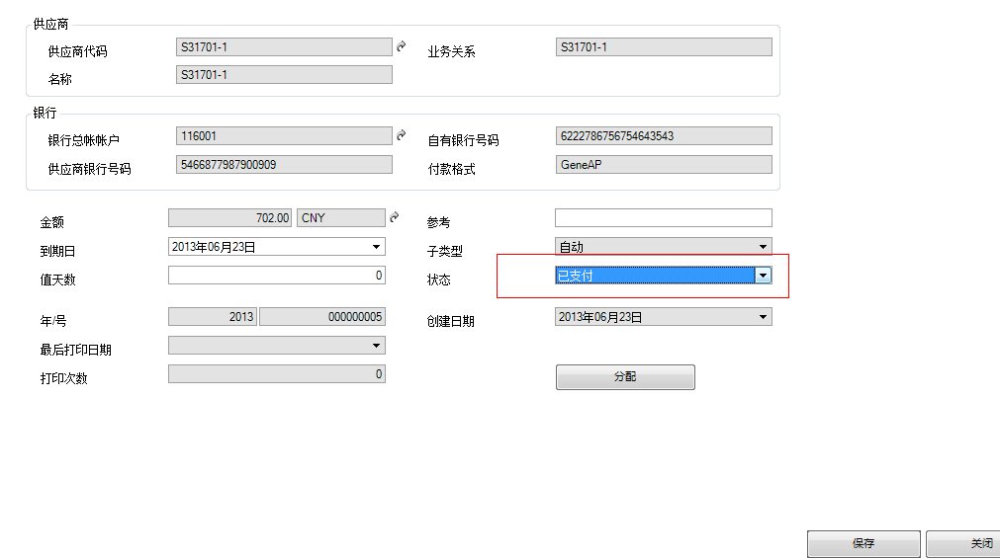 供应商
供应商代码 S31701-1 业务关系 S31701-1
名称 S31701-1
银行
银行总帐帐户 116001 自有银行号码 6222786756754643543
供应商银行号码 5466877987900909 付款格式 GeneAP
金额 702.00 CNY 参考
到期日 2013年06月23日 子类型 自动
值天数 0 状态 已支付
年/号 2013 000000005 创建日期 2013年06月23日
最后打印日期
打印次数 0 分配
保存 关闭